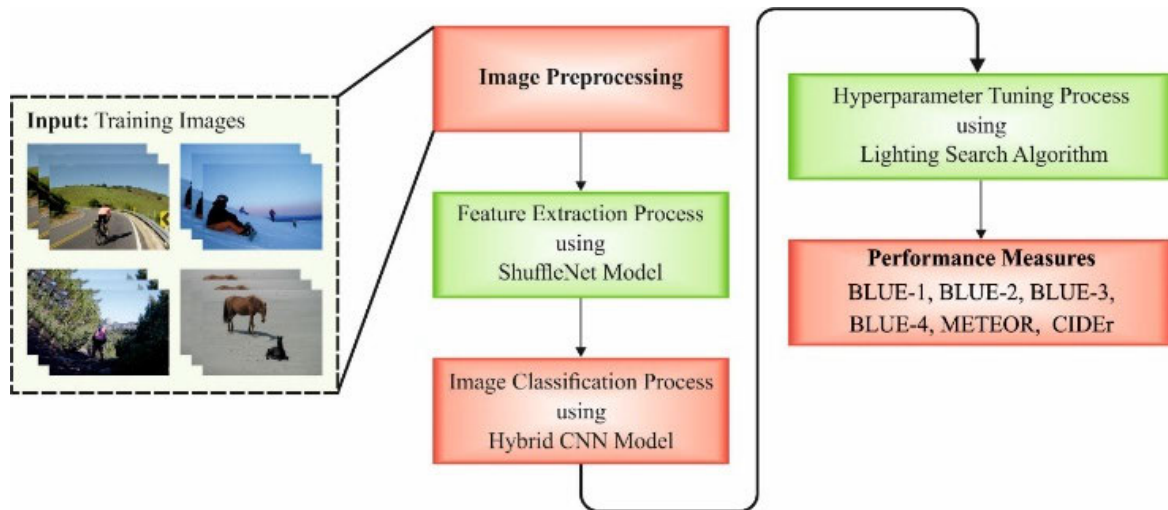 Input: Training Images
Image Preprocessing
Feature Extraction Process
using
ShuffleNet Model
Image Classification Process
using
Hybrid CNN Model
Hyperparameter Tuning Process
using
Lighting Search Algorithm
Performance Measures
BLUE-1, BLUE-2, BLUE-3,
BLUE-4, METEOR, CIDEr